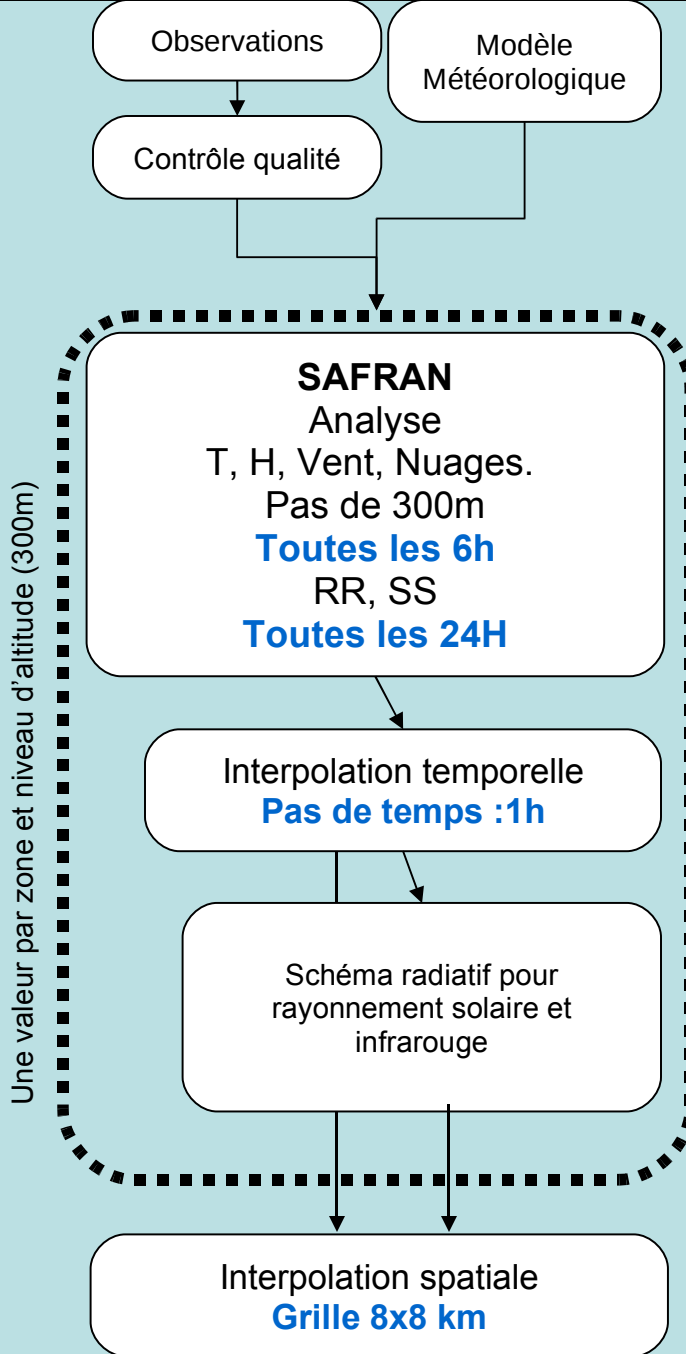 Observations
Modèle
Météorologique
Contrôle qualité
SAFRAN
Analyse
T, H, Vent, Nuages.
Pas de 300m
Toutes les 6h
RR, SS
Toutes les 24H
Une valeur par zone et niveau d'altitude (300m)
Interpolation temporelle
Pas de temps :1h
Schéma radiatif pour
rayonnement solaire et
infrarouge
Interpolation spatiale
Grille 8x8 km